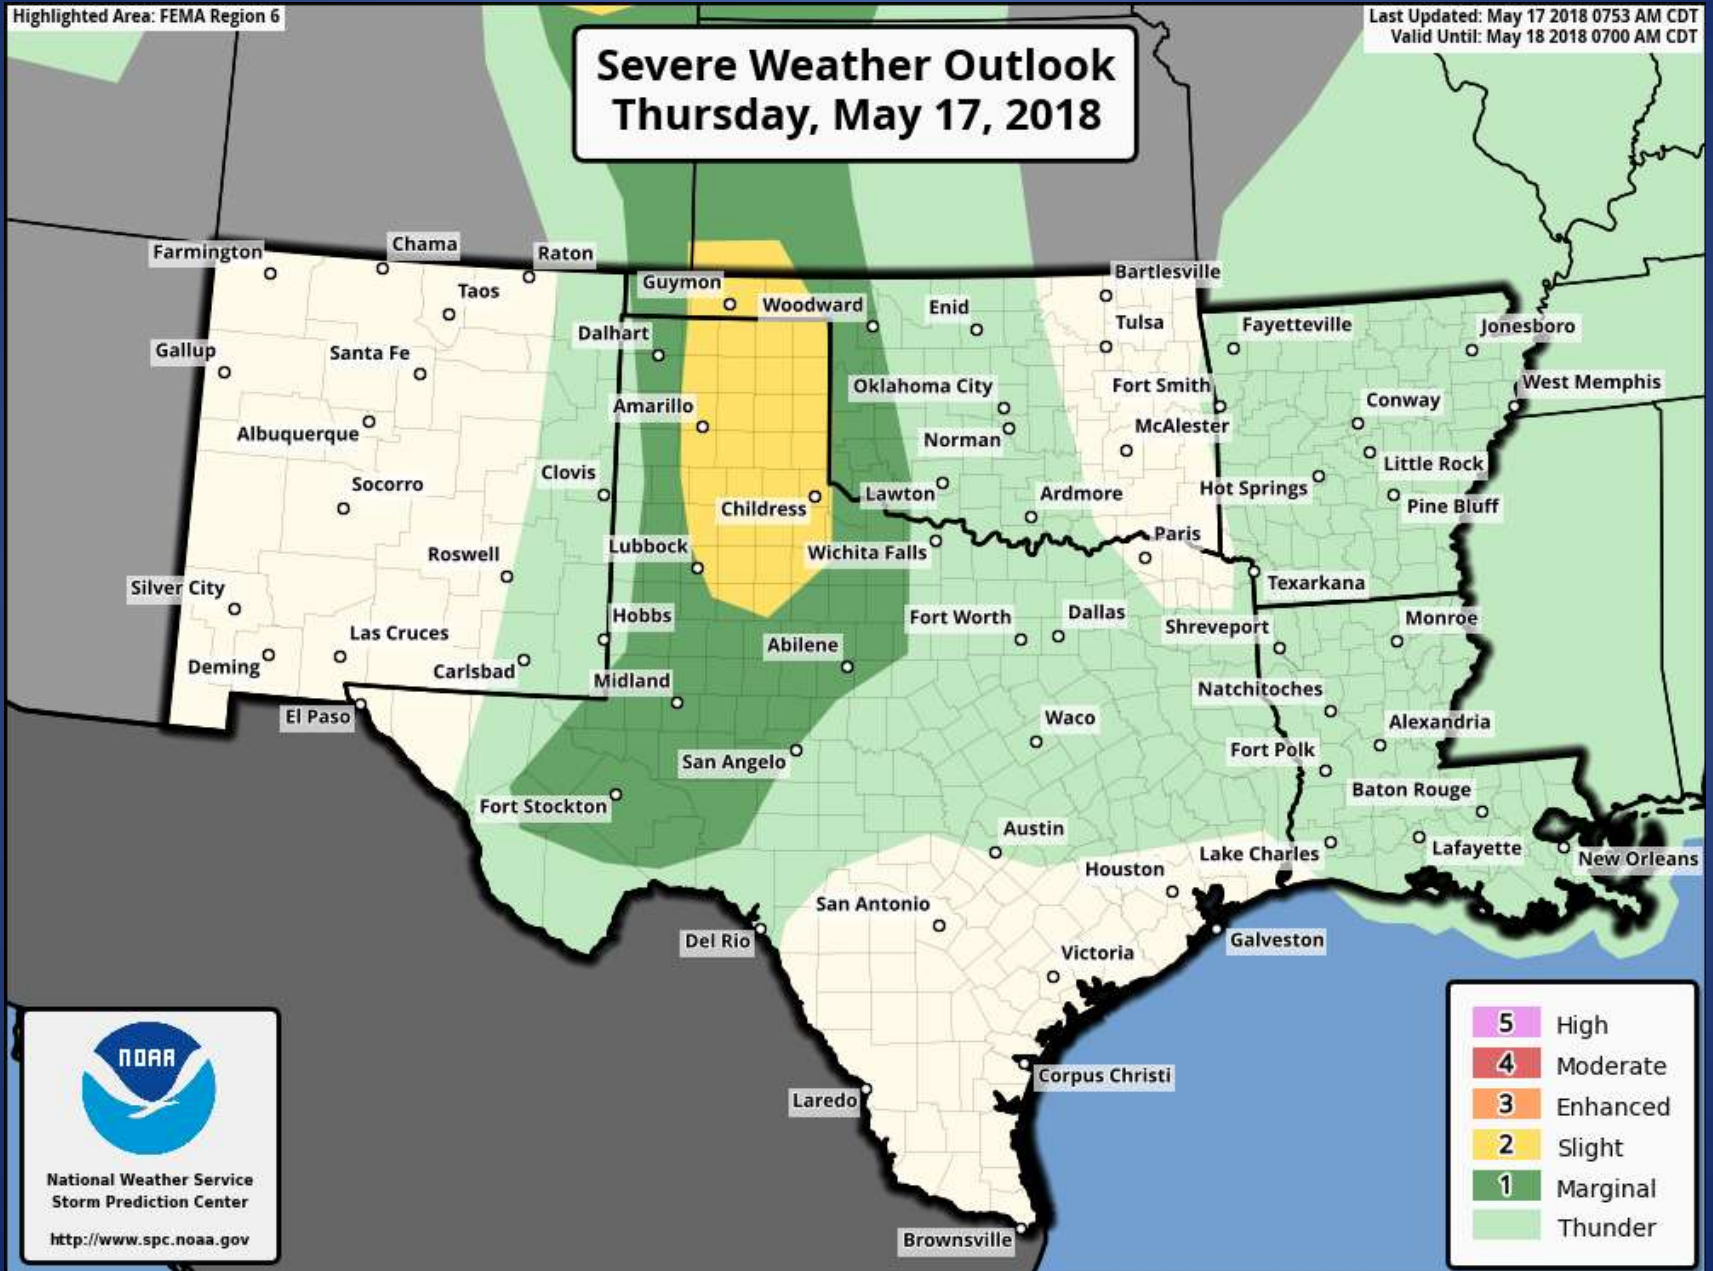 Highlighted Area: FEMA Region 6
Last Updated: May 17 2018 0753 AM CDT
Valid Until: May 18 2018 0700 AM CDT
Severe Weather Outlook
Thursday, May 17, 2018
Farmington
Chama
Raton
Taos
Guymon
Woodward
Enid
Bartlesville
Tulsa
Fayetteville
Jonesboro
Gallup
Santa Fe
Dalhart
Oklahoma City
Fort Smith
West Memphis
Albuquerque
Amarillo
Norman
McAlester
Conway
Socorro
Clovis
Childress
Lawton
Ardmore
Hot Springs
Little Rock
Pine Bluff
Roswell
Lubbock
Wichita Falls
Paris
Texarkana
Silver City
Hobbs
Fort Worth
Dallas
Shreveport
Monroe
Las Cruces
Deming
Carlsbad
Midland
Abilene
Natchitoches
El Paso
San Angelo
Waco
Fort Polk
Alexandria
Fort Stockton
Austin
Baton Rouge
Houston
Lake Charles
Lafayette
New Orleans
San Antonio
Del Rio
Victoria
Galveston
Corpus Christi
Laredo
Brownsville
NOAA
National Weather Service
Storm Prediction Center
http://www.spc.noaa.gov
5 High
4 Moderate
3 Enhanced
2 Slight
1 Marginal
Thunder